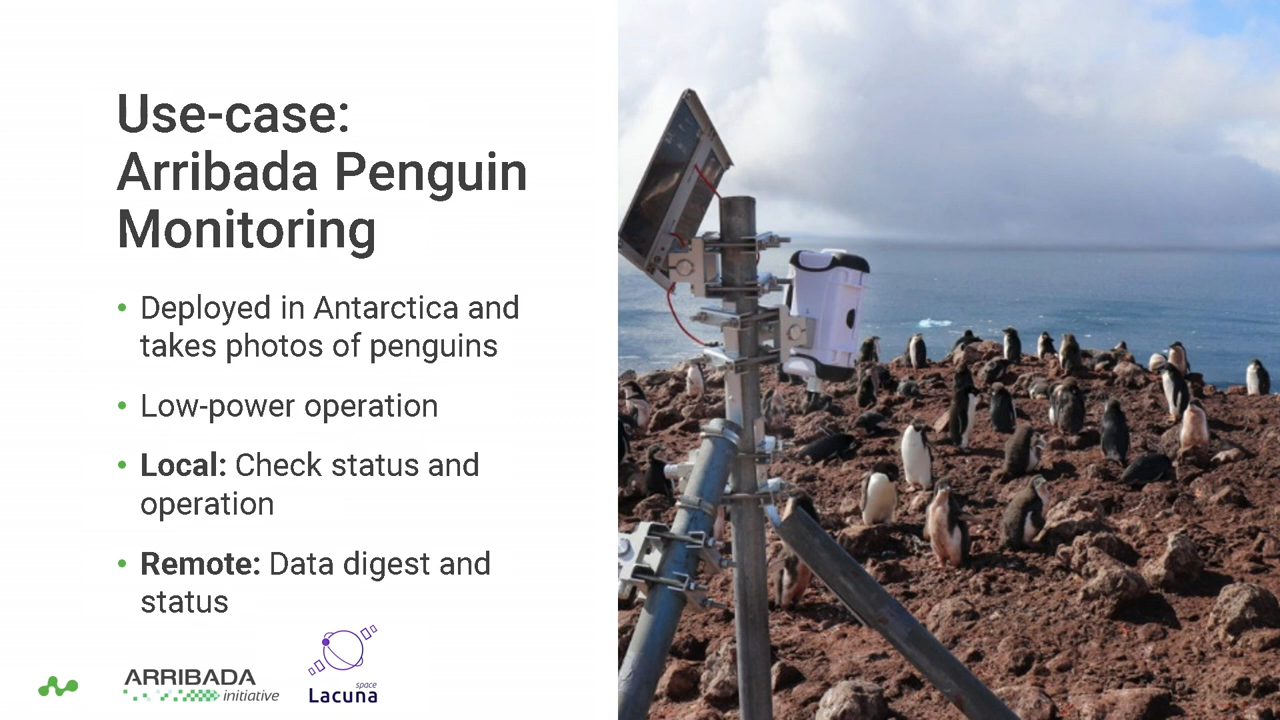 Use-case:
Arribada Penguin
Monitoring
• Deployed in Antarctica and
takes photos of penguins
• Low-power operation
• Local: Check status and
operation
• Remote: Data digest and
status
ARRIBADA
initiative
space
Lacuna